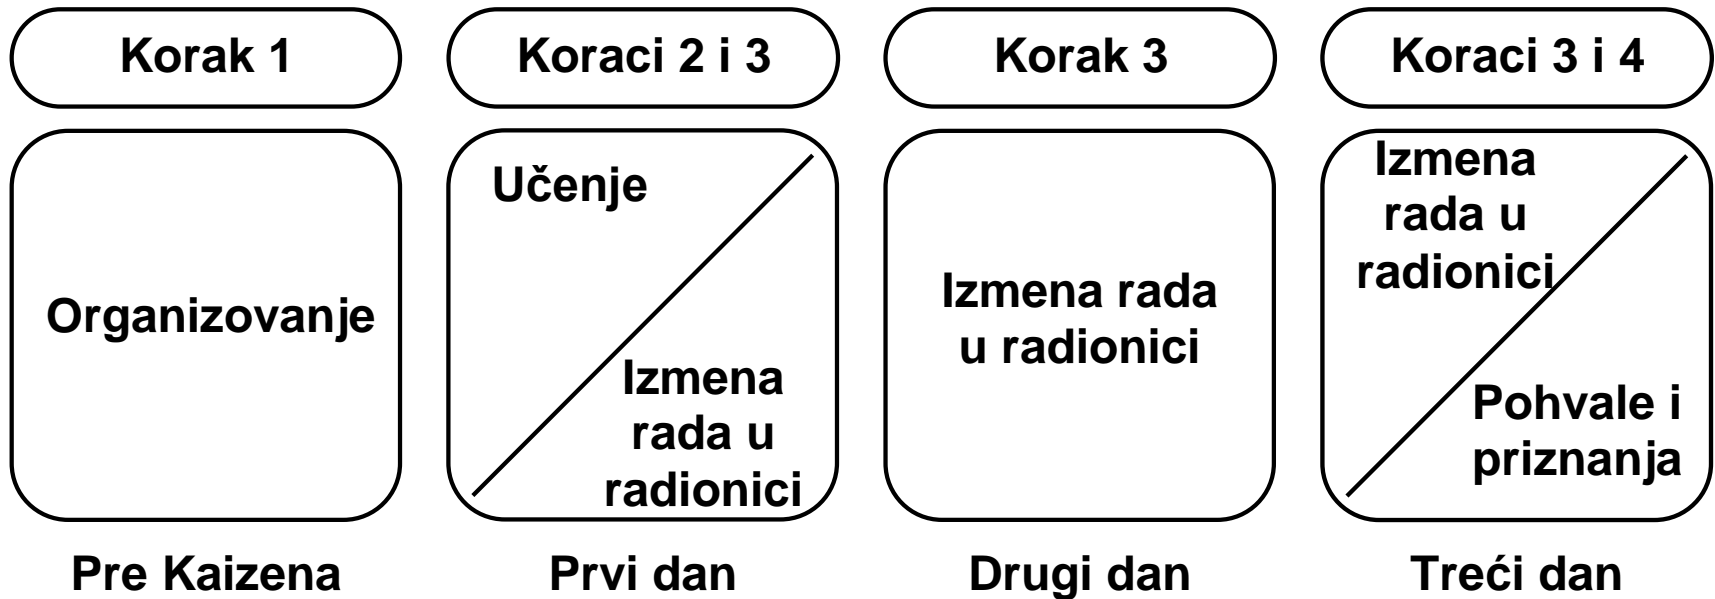 Korak 1
Koraci 2 i 3
Korak 3
Koraci 3 i 4
Organizovanje
Učenje
Izmena
rada u
radionici
Izmena rada
u radionici
Izmena
rada u
radionici
Pohvale i
priznanja
Pre Kaizena
Prvi dan
Drugi dan
Treći dan